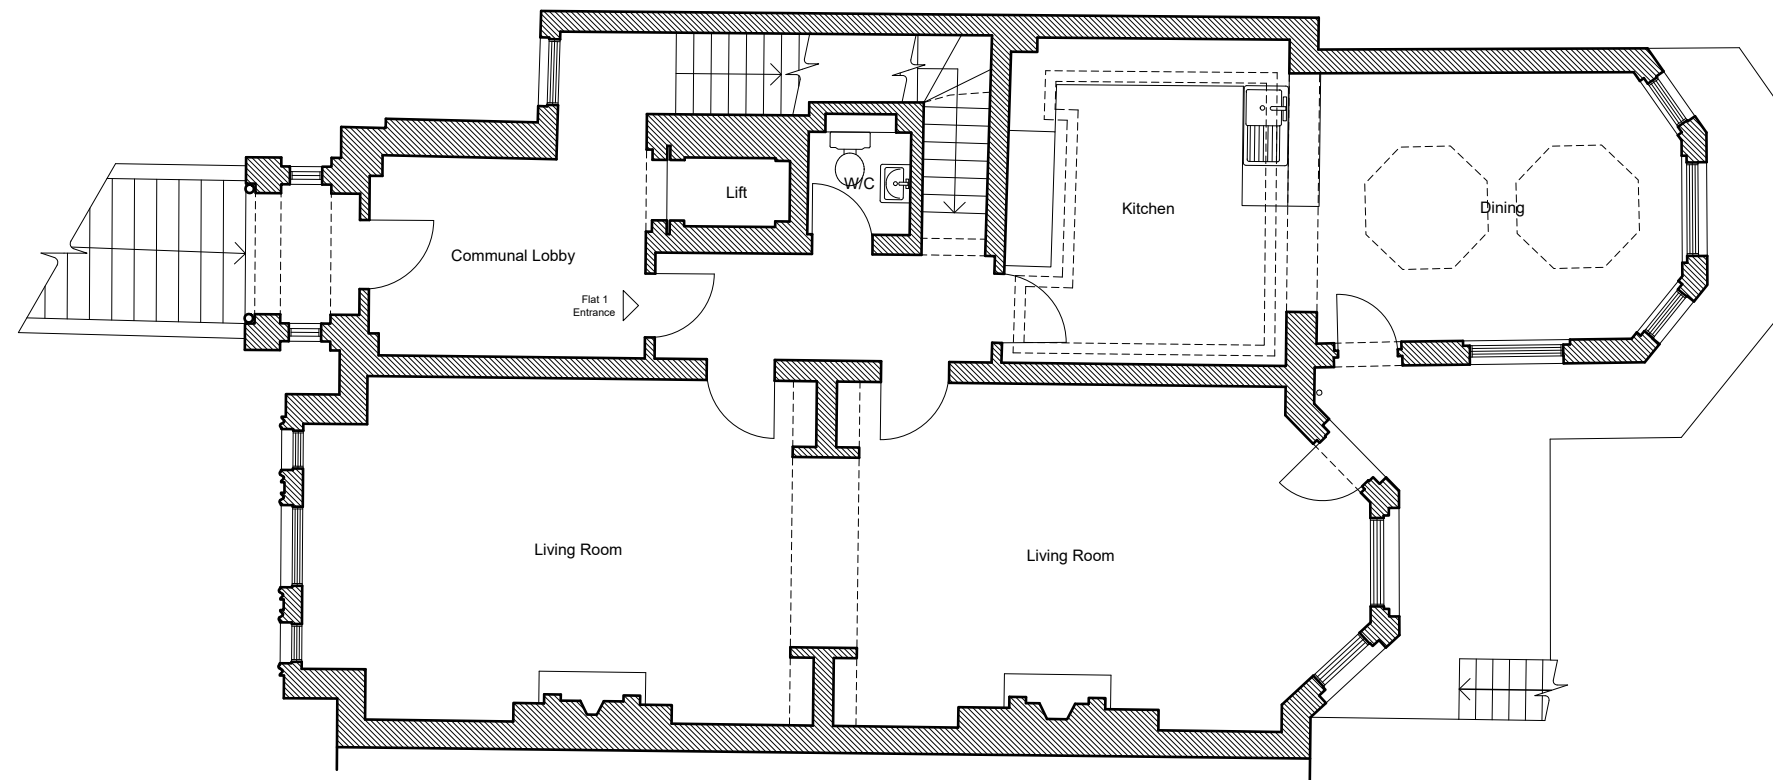 Lift
W/C
Kitchen
Dining
Communal Lobby
Flat 1
Entrance
Living Room
Living Room